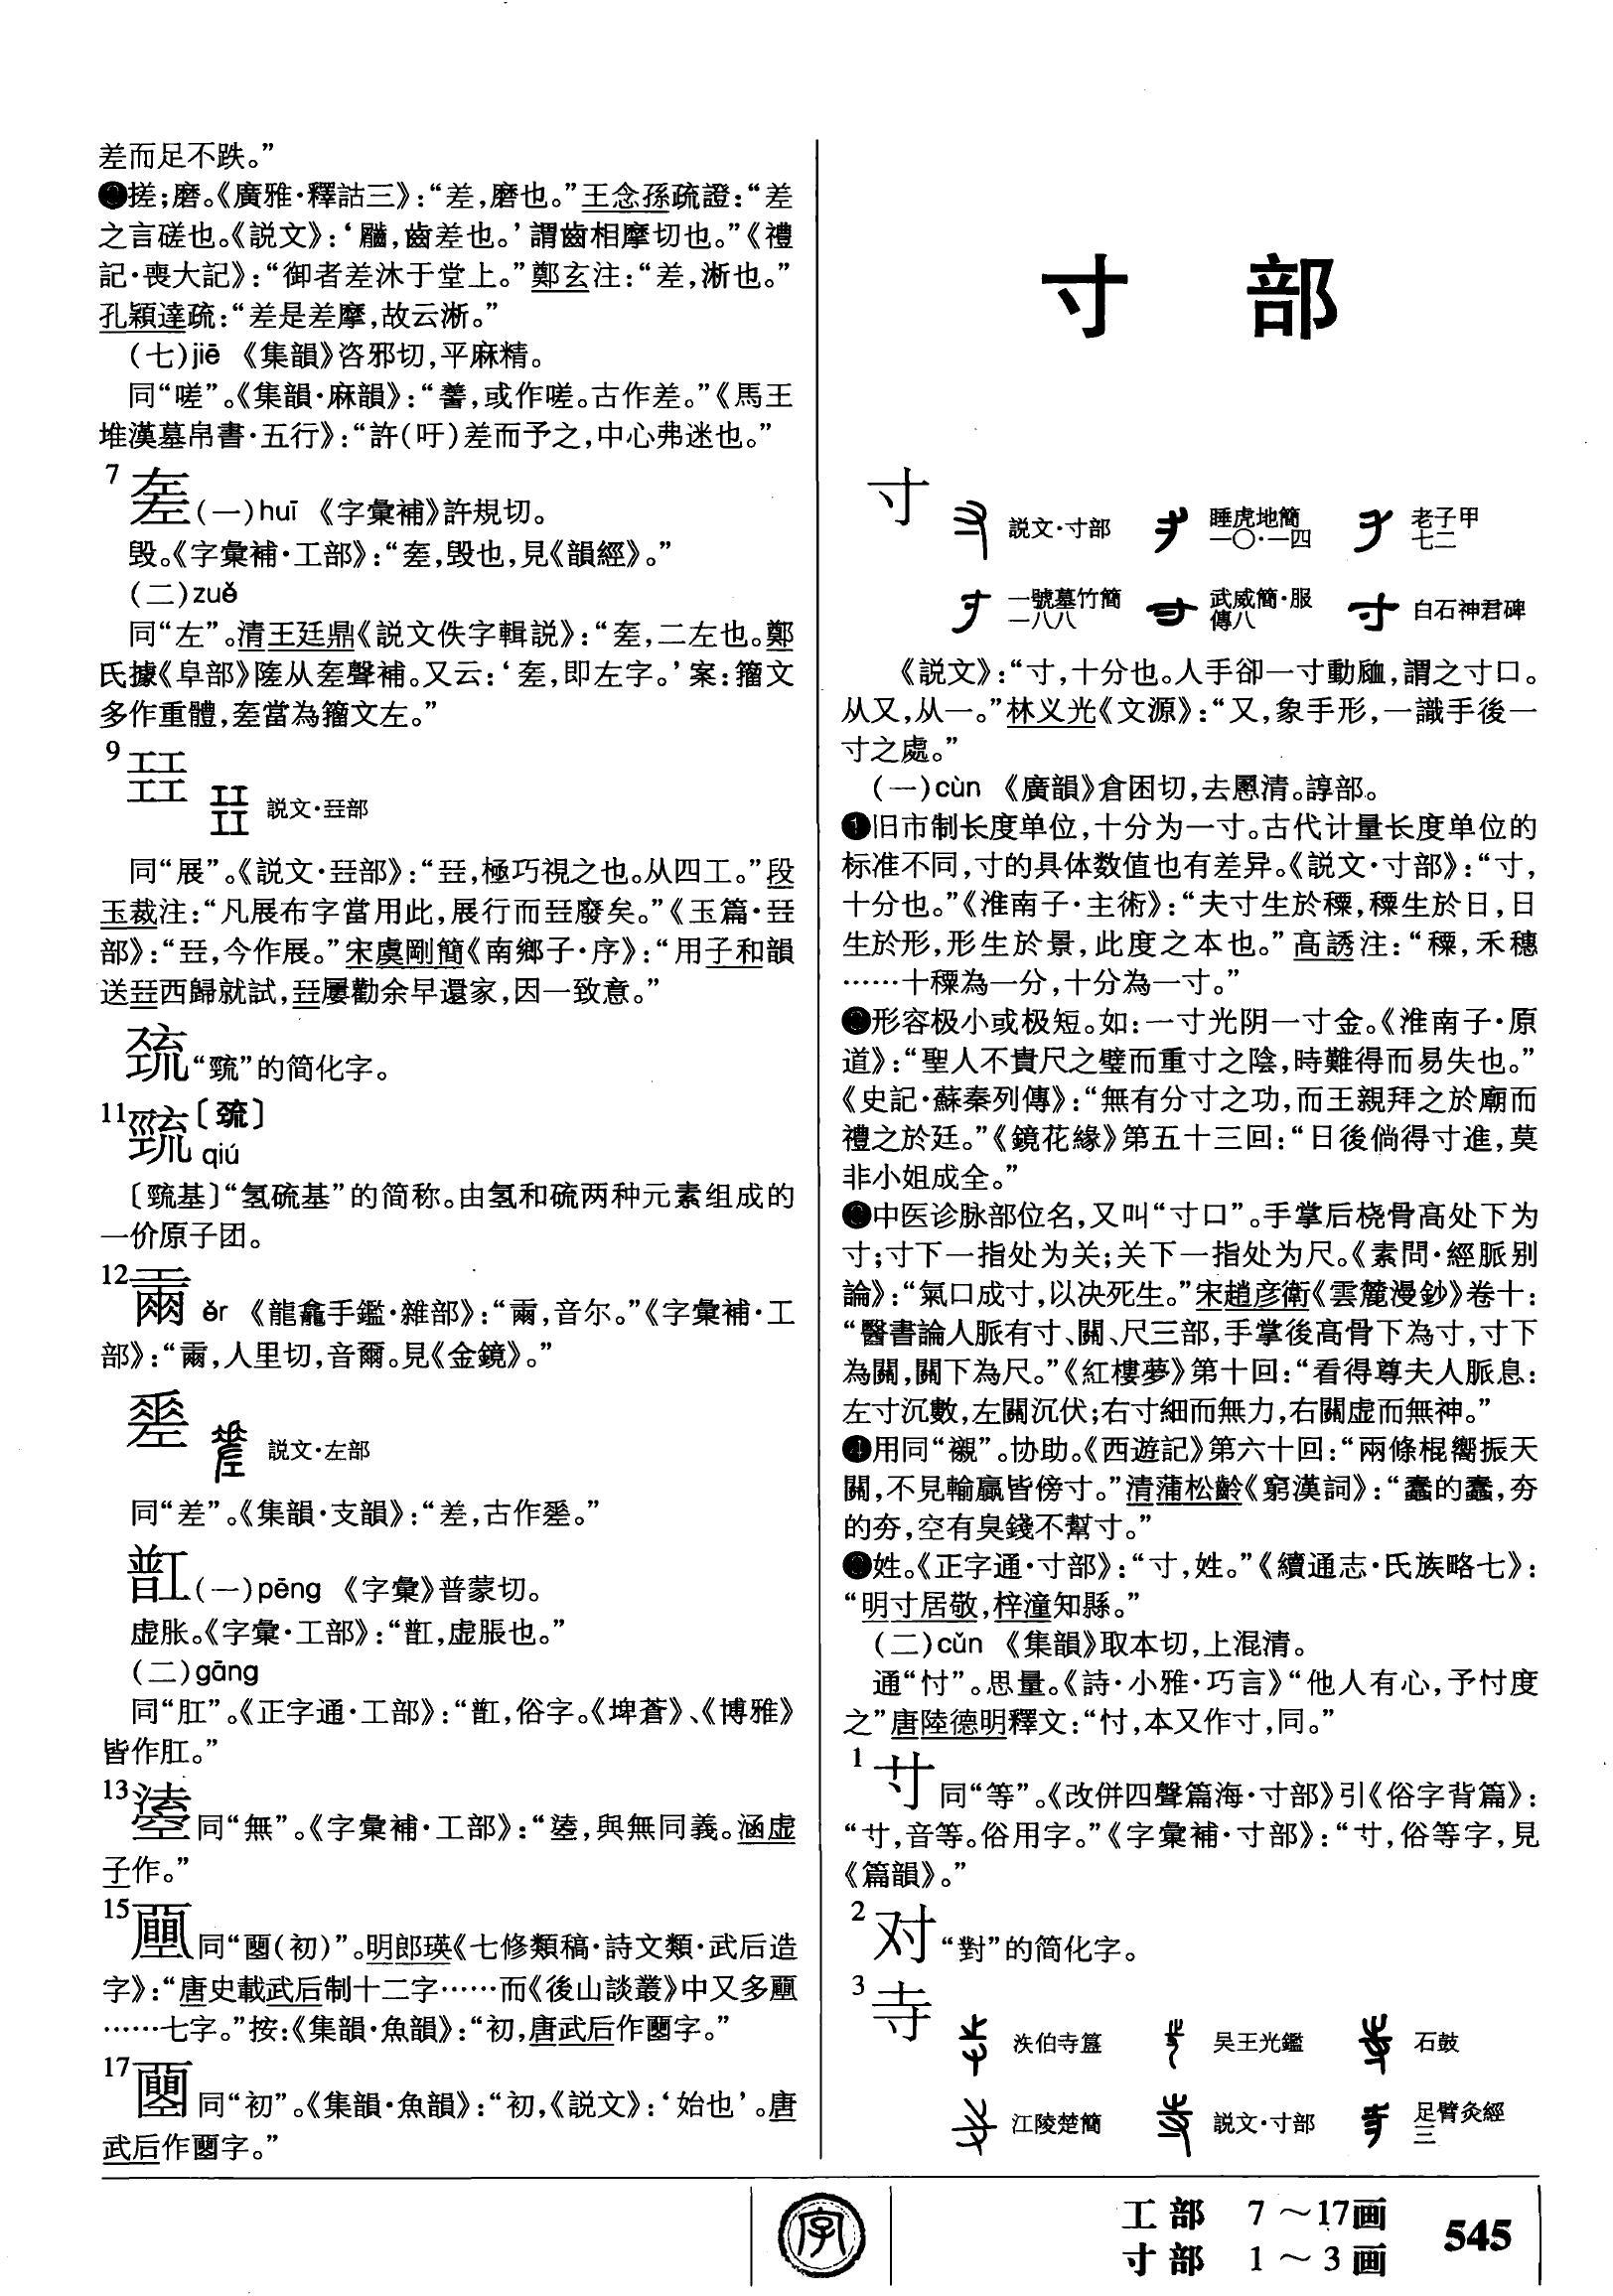 差而足不跌。”
❷搓;磨。《廣雅·釋詁三》:“差,磨也。”王念孫疏證:“差
之言磋也。《説文》:‘䶥,齒差也。’謂齒相摩切也。”《禮
記·喪大記》:“御者差沐于堂上。”鄭玄注:“差,淅也。”
孔穎達疏:“差是差摩,故云淅。”
(七)jiē 《集韻》咨邪切,平麻精。
同“嗟”。《集韻·麻韻》:“𧬨,或作嗟。古作差。”《馬王
堆漢墓帛書·五行》:“許(吁)差而予之,中心弗迷也。”
7 㔫(一)huī 《字彙補》許規切。
毁。《字彙補·工部》:“㔫,毁也,見《韻經》。”
(二)zuě
同“左”。清王廷鼎《説文佚字輯説》:“㔫,二左也。鄭
氏據《阜部》隓从㔫聲補。又云:‘㔫,即左字。’案:籀文
多作重體,㔫當為籀文左。”
9 㠭 説文·㠭部
同“展”。《説文·㠭部》:“㠭,極巧視之也。从四工。”段
玉裁注:“凡展布字當用此,展行而㠭廢矣。”《玉篇·㠭
部》:“㠭,今作展。”宋虞剛簡《南鄉子·序》:“用子和韻
送㠭西歸就試,㠭屢勸余早還家,因一致意。”
巯“巰”的简化字。
11 巰〔巯〕
qiú
〔巰基〕“氢硫基”的简称。由氢和硫两种元素组成的
一价原子团。
12 ěr 《龍龕手鑑·雜部》:“,音尔。”《字彙補·工
部》:“,人里切,音爾。見《金鏡》。”
説文·左部
同“差”。《集韻·支韻》:“差,古作。”
(一)pēng 《字彙》普蒙切。
虚胀。《字彙·工部》:“,虚脹也。”
(二)gāng
同“肛”。《正字通·工部》:“,俗字。《埤蒼》、《博雅》
皆作肛。”
13 同“無”。《字彙補·工部》:“,與無同義。涵虚
子作。”
15 同“(初)”。明郎瑛《七修類稿·詩文類·武后造
字》:“唐史載武后制十二字……而《後山談叢》中又多
……七字。”按:《集韻·魚韻》:“初,唐武后作字。”
17 同“初”。《集韻·魚韻》:“初,《説文》:‘始也’。唐
武后作字。”
寸 部
寸 説文·寸部 睡虎地簡一〇·一四 老子甲七二
一號墓竹簡一八八 武威簡·服傳八 白石神君碑
《説文》:“寸,十分也。人手卻一寸動𧖴,謂之寸口。
从又,从一。”林义光《文源》:“又,象手形,一識手後一
寸之處。”
(一)cùn 《廣韻》倉困切,去慁清。諄部。
❶旧市制长度单位,十分为一寸。古代计量长度单位的
标准不同,寸的具体数值也有差异。《説文·寸部》:“寸,
十分也。”《淮南子·主術》:“夫寸生於𥟾,𥟾生於日,日
生於形,形生於景,此度之本也。”高誘注:“𥟾,禾穗
……十𥟾為一分,十分為一寸。”
❷形容极小或极短。如:一寸光阴一寸金。《淮南子·原
道》:“聖人不貴尺之璧而重寸之陰,時難得而易失也。”
《史記·蘇秦列傳》:“無有分寸之功,而王親拜之於廟而
禮之於廷。”《鏡花緣》第五十三回:“日後倘得寸進,莫
非小姐成全。”
❸中医诊脉部位名,又叫“寸口”。手掌后桡骨高处下为
寸;寸下一指处为关;关下一指处为尺。《素問·經脈别
論》:“氣口成寸,以决死生。”宋趙彦衛《雲麓漫鈔》卷十:
“醫書論人脈有寸、關、尺三部,手掌後高骨下為寸,寸下
為關,關下為尺。”《紅樓夢》第十回:“看得尊夫人脈息:
左寸沉數,左關沉伏;右寸細而無力,右關虚而無神。”
❹用同“襯”。协助。《西遊記》第六十回:“兩條棍嚮振天
關,不見輸贏皆傍寸。”清蒲松齡《窮漢詞》:“蠢的蠢,夯
的夯,空有臭錢不幫寸。”
❺姓。《正字通·寸部》:“寸,姓。”《續通志·氏族略七》:
“明寸居敬,梓潼知縣。”
(二)cǔn 《集韻》取本切,上混清。
通“忖”。思量。《詩·小雅·巧言》“他人有心,予忖度
之”唐陸德明釋文:“忖,本又作寸,同。”
1 同“等”。《改併四聲篇海·寸部》引《俗字背篇》:
“,音等。俗用字。”《字彙補·寸部》:“,俗等字,見
《篇韻》。”
2 对“對”的简化字。
3 寺 㳄伯寺簋 吴王光鑑 石鼓
江陵楚簡 説文·寸部 足臂灸經三
工部 7～17画
寸部 1～3画
545